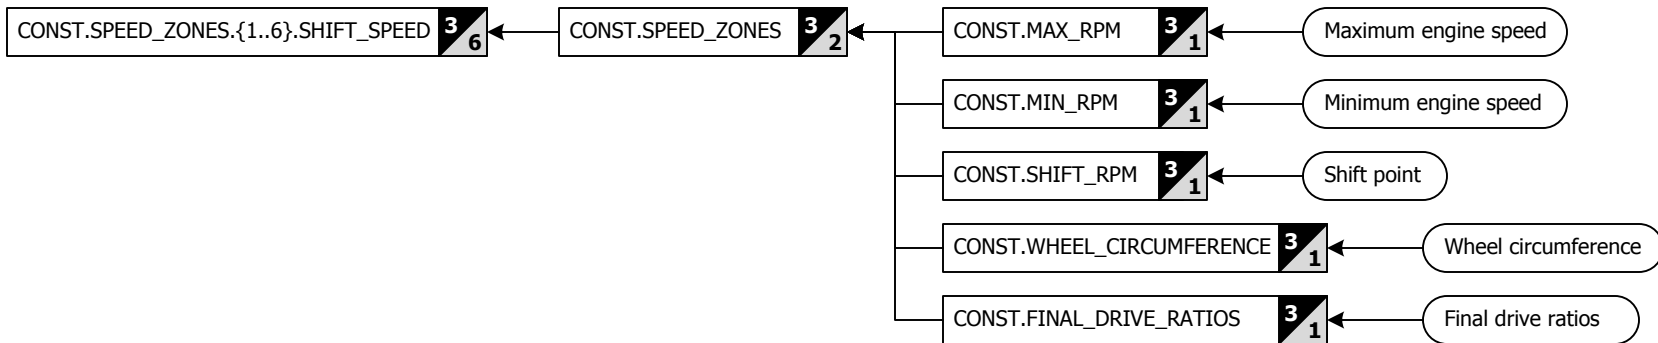 CONST.SPEED_ZONES.{1..6}.SHIFT_SPEED 3 6 CONST.SPEED_ZONES 3 2 CONST.MAX_RPM 3 1 Maximum engine speed
CONST.MIN_RPM 3 1 Minimum engine speed
CONST.SHIFT_RPM 3 1 Shift point
CONST.WHEEL_CIRCUMFERENCE 3 1 Wheel circumference
CONST.FINAL_DRIVE_RATIOS 3 1 Final drive ratios